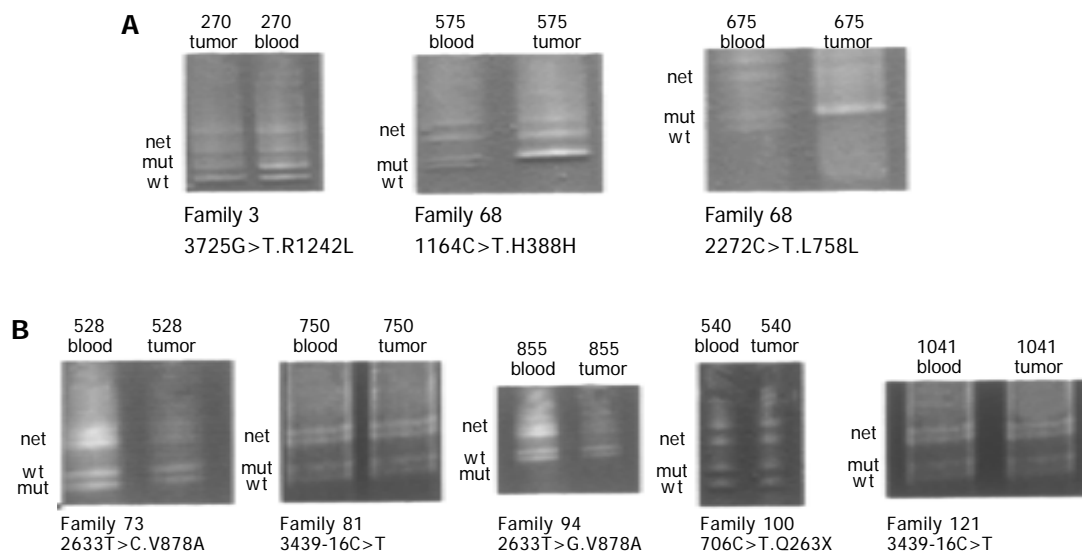 A
270 270
tumor blood
575 575
blood tumor
675 675
blood tumor
net
mut
wt
net
mut
wt
net
mut
wt
Family 3
3725G>T.R1242L
Family 68
1164C>T.H388H
Family 68
2272C>T.L758L
B
528 528
blood tumor
750 750
blood tumor
855 855
blood tumor
540 540
blood tumor
1041 1041
blood tumor
net
wt
mut
net
mut
wt
net
wt
mut
net
mut
wt
net
mut
wt
Family 73
2633T>C.V878A
Family 81
3439-16C>T
Family 94
2633T>G.V878A
Family 100
706C>T.Q263X
Family 121
3439-16C>T